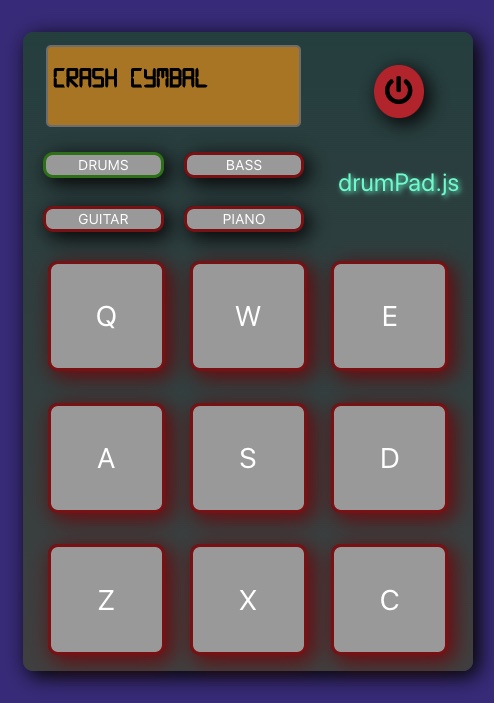 CRASH CYMBAL
DRUMS BASS
drumPad.js
GUITAR PIANO
Q W E
A S D
Z X C